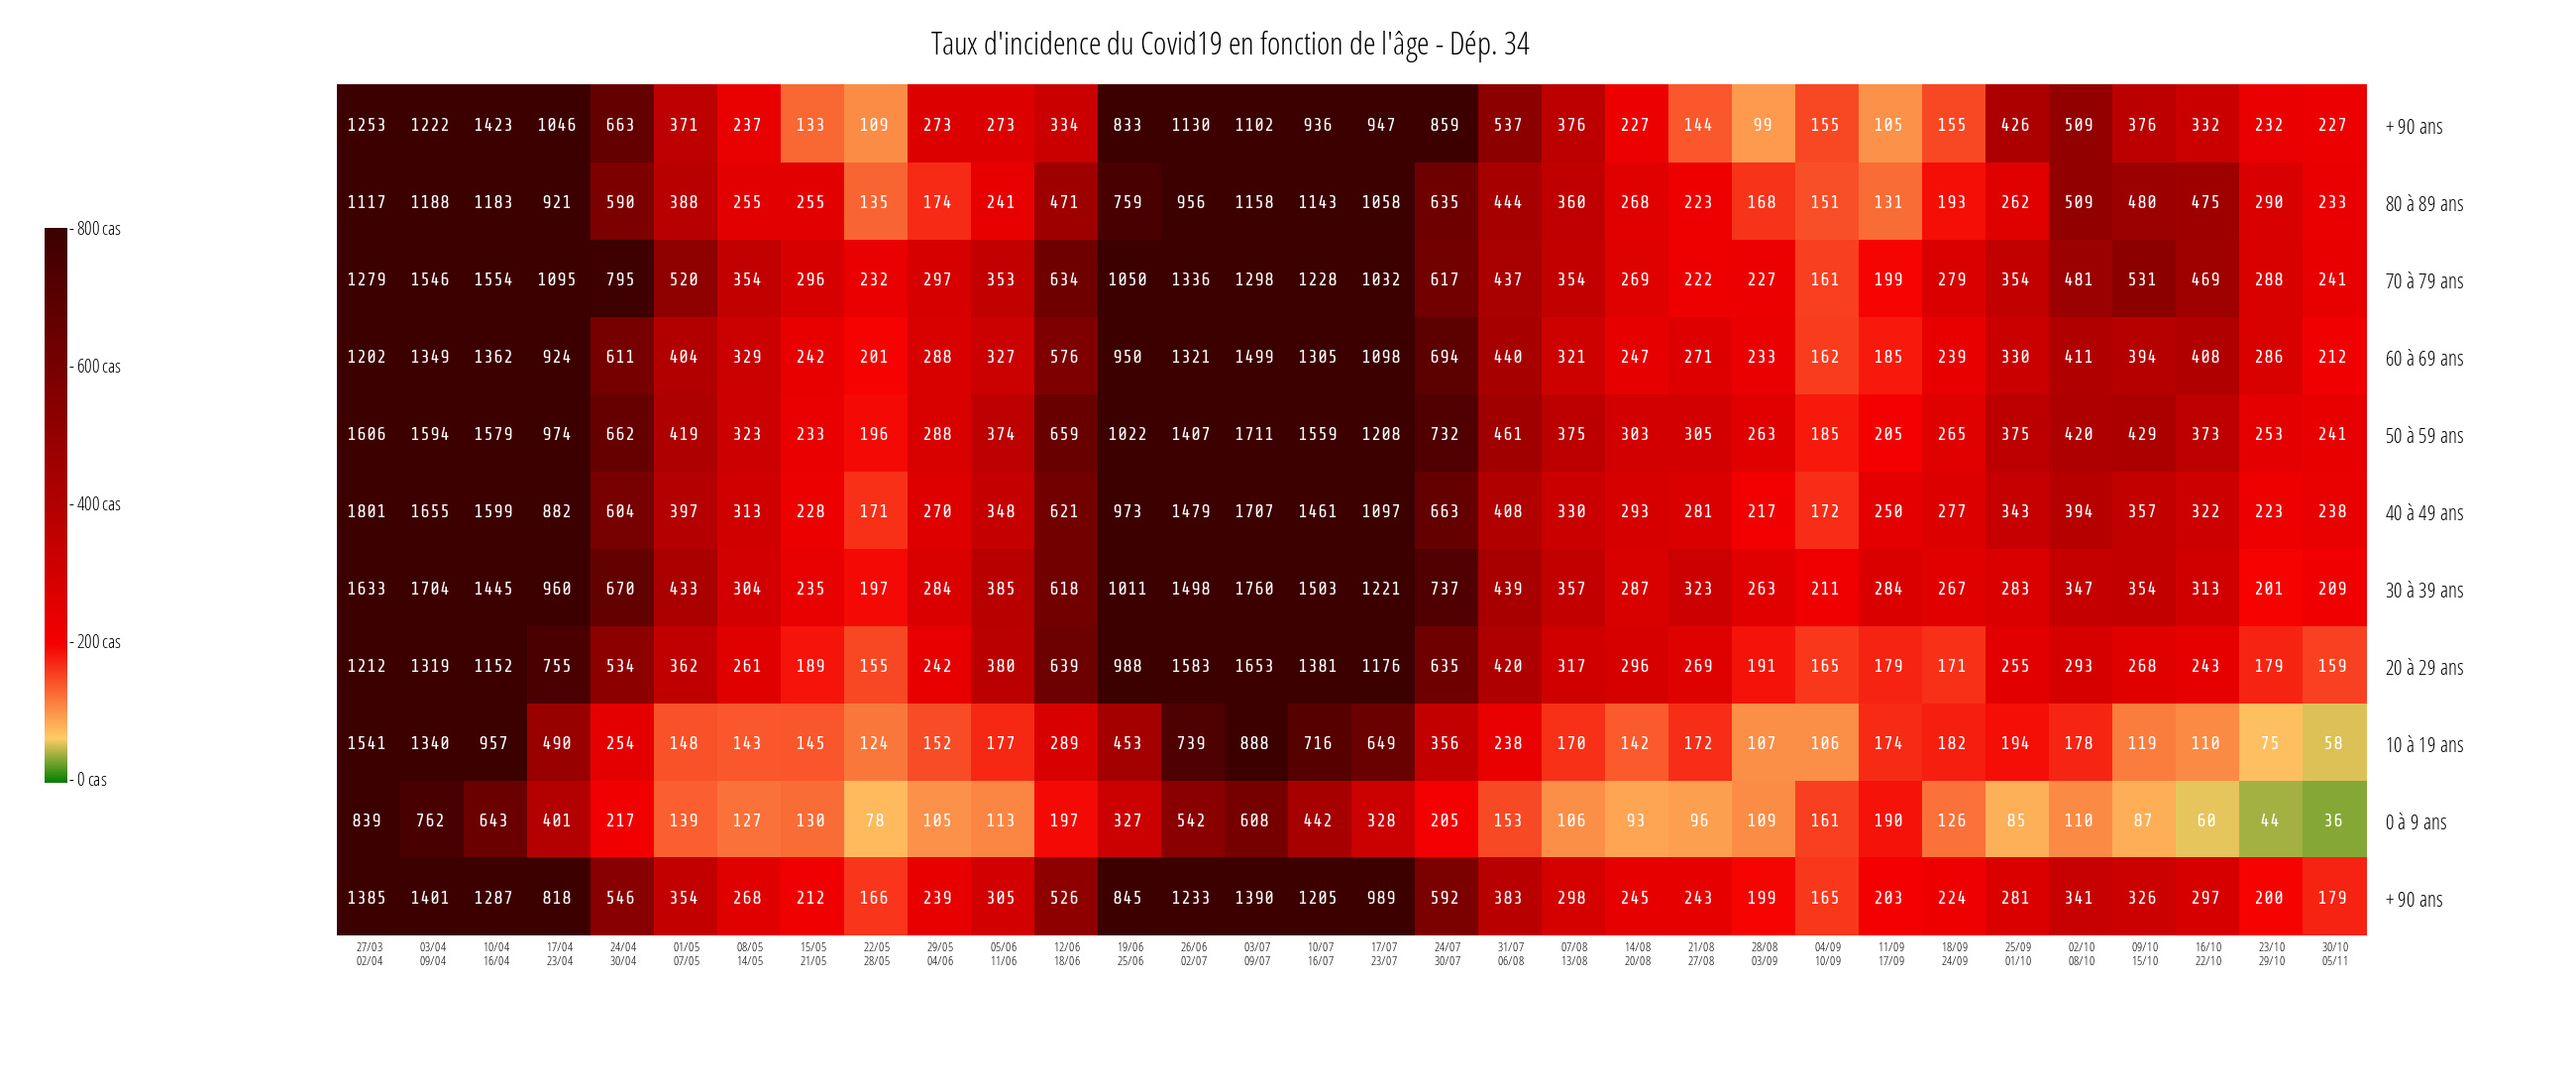 Taux d'incidence du Covid19 en fonction de l'âge - Dép. 34
- 800 cas
- 600 cas
- 400 cas
- 200 cas
- 0 cas
1253 1222 1423 1046 663 371 237 133 109 273 273 334 833 1130 1102 936 947 859 537 376 227 144 99 155 105 155 426 509 376 332 232 227 + 90 ans
1117 1188 1183 921 590 388 255 255 135 174 241 471 759 956 1158 1143 1058 635 444 360 268 223 168 151 131 193 262 509 480 475 290 233 80 à 89 ans
1279 1546 1554 1095 795 520 354 296 232 297 353 634 1050 1336 1298 1228 1032 617 437 354 269 222 227 161 199 279 354 481 531 469 288 241 70 à 79 ans
1202 1349 1362 924 611 404 329 242 201 288 327 576 950 1321 1499 1305 1098 694 440 321 247 271 233 162 185 239 330 411 394 408 286 212 60 à 69 ans
1606 1594 1579 974 662 419 323 233 196 288 374 659 1022 1407 1711 1559 1208 732 461 375 303 305 263 185 205 265 375 420 429 373 253 241 50 à 59 ans
1801 1655 1599 882 604 397 313 228 171 270 348 621 973 1479 1707 1461 1097 663 408 330 293 281 217 172 250 277 343 394 357 322 223 238 40 à 49 ans
1633 1704 1445 960 670 433 304 235 197 284 385 618 1011 1498 1760 1503 1221 737 439 357 287 323 263 211 284 267 283 347 354 313 201 209 30 à 39 ans
1212 1319 1152 755 534 362 261 189 155 242 380 639 988 1583 1653 1381 1176 635 420 317 296 269 191 165 179 171 255 293 268 243 179 159 20 à 29 ans
1541 1340 957 490 254 148 143 145 124 152 177 289 453 739 888 716 649 356 238 170 142 172 107 106 174 182 194 178 119 110 75 58 10 à 19 ans
839 762 643 401 217 139 127 130 78 105 113 197 327 542 608 442 328 205 153 106 93 96 109 161 190 126 85 110 87 60 44 36 0 à 9 ans
1385 1401 1287 818 546 354 268 212 166 239 305 526 845 1233 1390 1205 989 592 383 298 245 243 199 165 203 224 281 341 326 297 200 179 + 90 ans
27/03 03/04 10/04 17/04 24/04 01/05 08/05 15/05 22/05 29/05 05/06 12/06 19/06 26/06 03/07 10/07 17/07 24/07 31/07 07/08 14/08 21/08 28/08 04/09 11/09 18/09 25/09 02/10 09/10 16/10 23/10 30/10
02/04 09/04 16/04 23/04 30/04 07/05 14/05 21/05 28/05 04/06 11/06 18/06 25/06 02/07 09/07 16/07 23/07 30/07 06/08 13/08 20/08 27/08 03/09 10/09 17/09 24/09 01/10 08/10 15/10 22/10 29/10 05/11